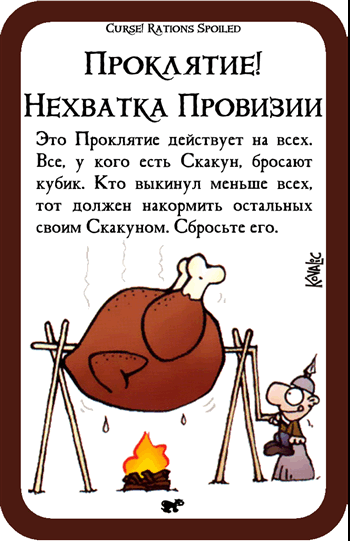 Curse! Rations Spoiled
Проклятие!
Нехватка Провизии
Это Проклятие действует на всех.
Все, у кого есть Скакун, бросают
кубик. Кто выкинул меньше всех,
тот должен накормить остальных
своим Скакуном. Сбросьте его.
Kovalic